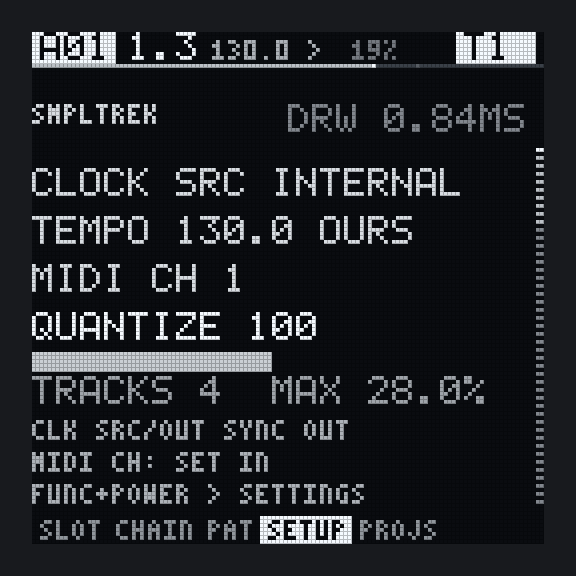 A01 1.3 130.0 > 19% T1
SMPLTREK DRW 0.84MS
CLOCK SRC INTERNAL
TEMPO 130.0 OURS
MIDI CH 1
QUANTIZE 100
TRACKS 4 MAX 28.0%
CLK SRC/OUT SYNC OUT
MIDI CH: SET IN
FUNC+POWER > SETTINGS
SLOT CHAIN PAT SETUP PROJS